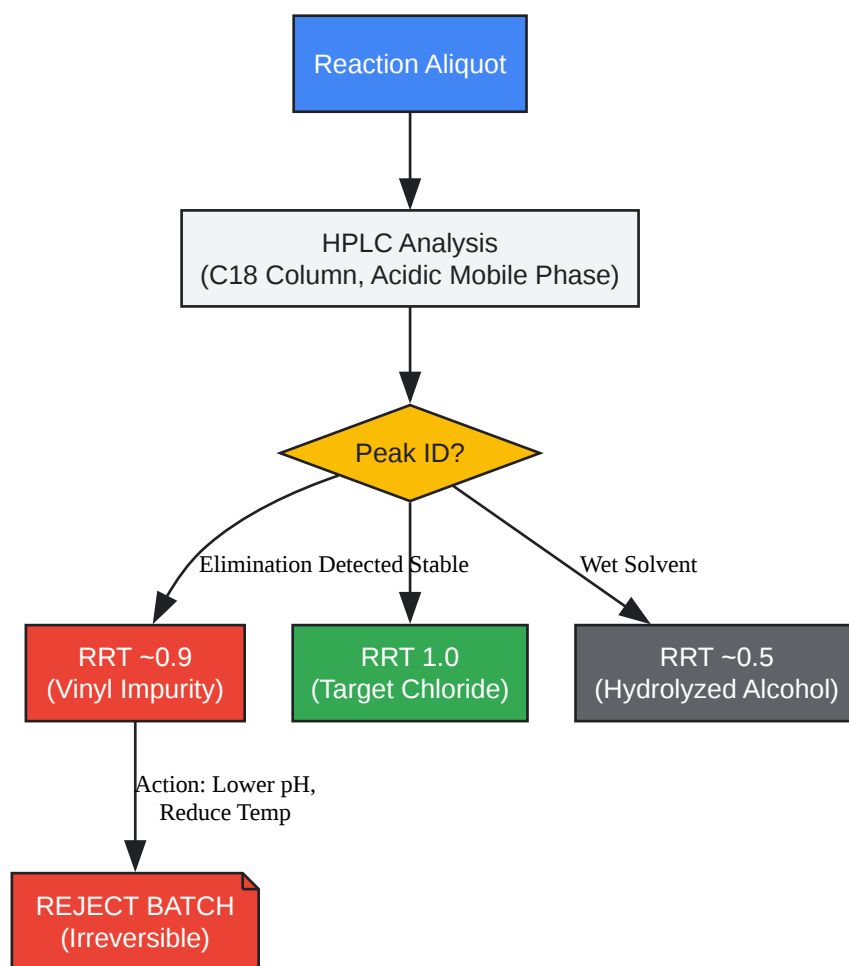 Reaction Aliquot
HPLC Analysis
(C18 Column, Acidic Mobile Phase)
Peak ID?
Elimination Detected
Stable
Wet Solvent
RRT ~0.9
(Vinyl Impurity)
RRT 1.0
(Target Chloride)
RRT ~0.5
(Hydrolyzed Alcohol)
Action: Lower pH,
Reduce Temp
REJECT BATCH
(Irreversible)